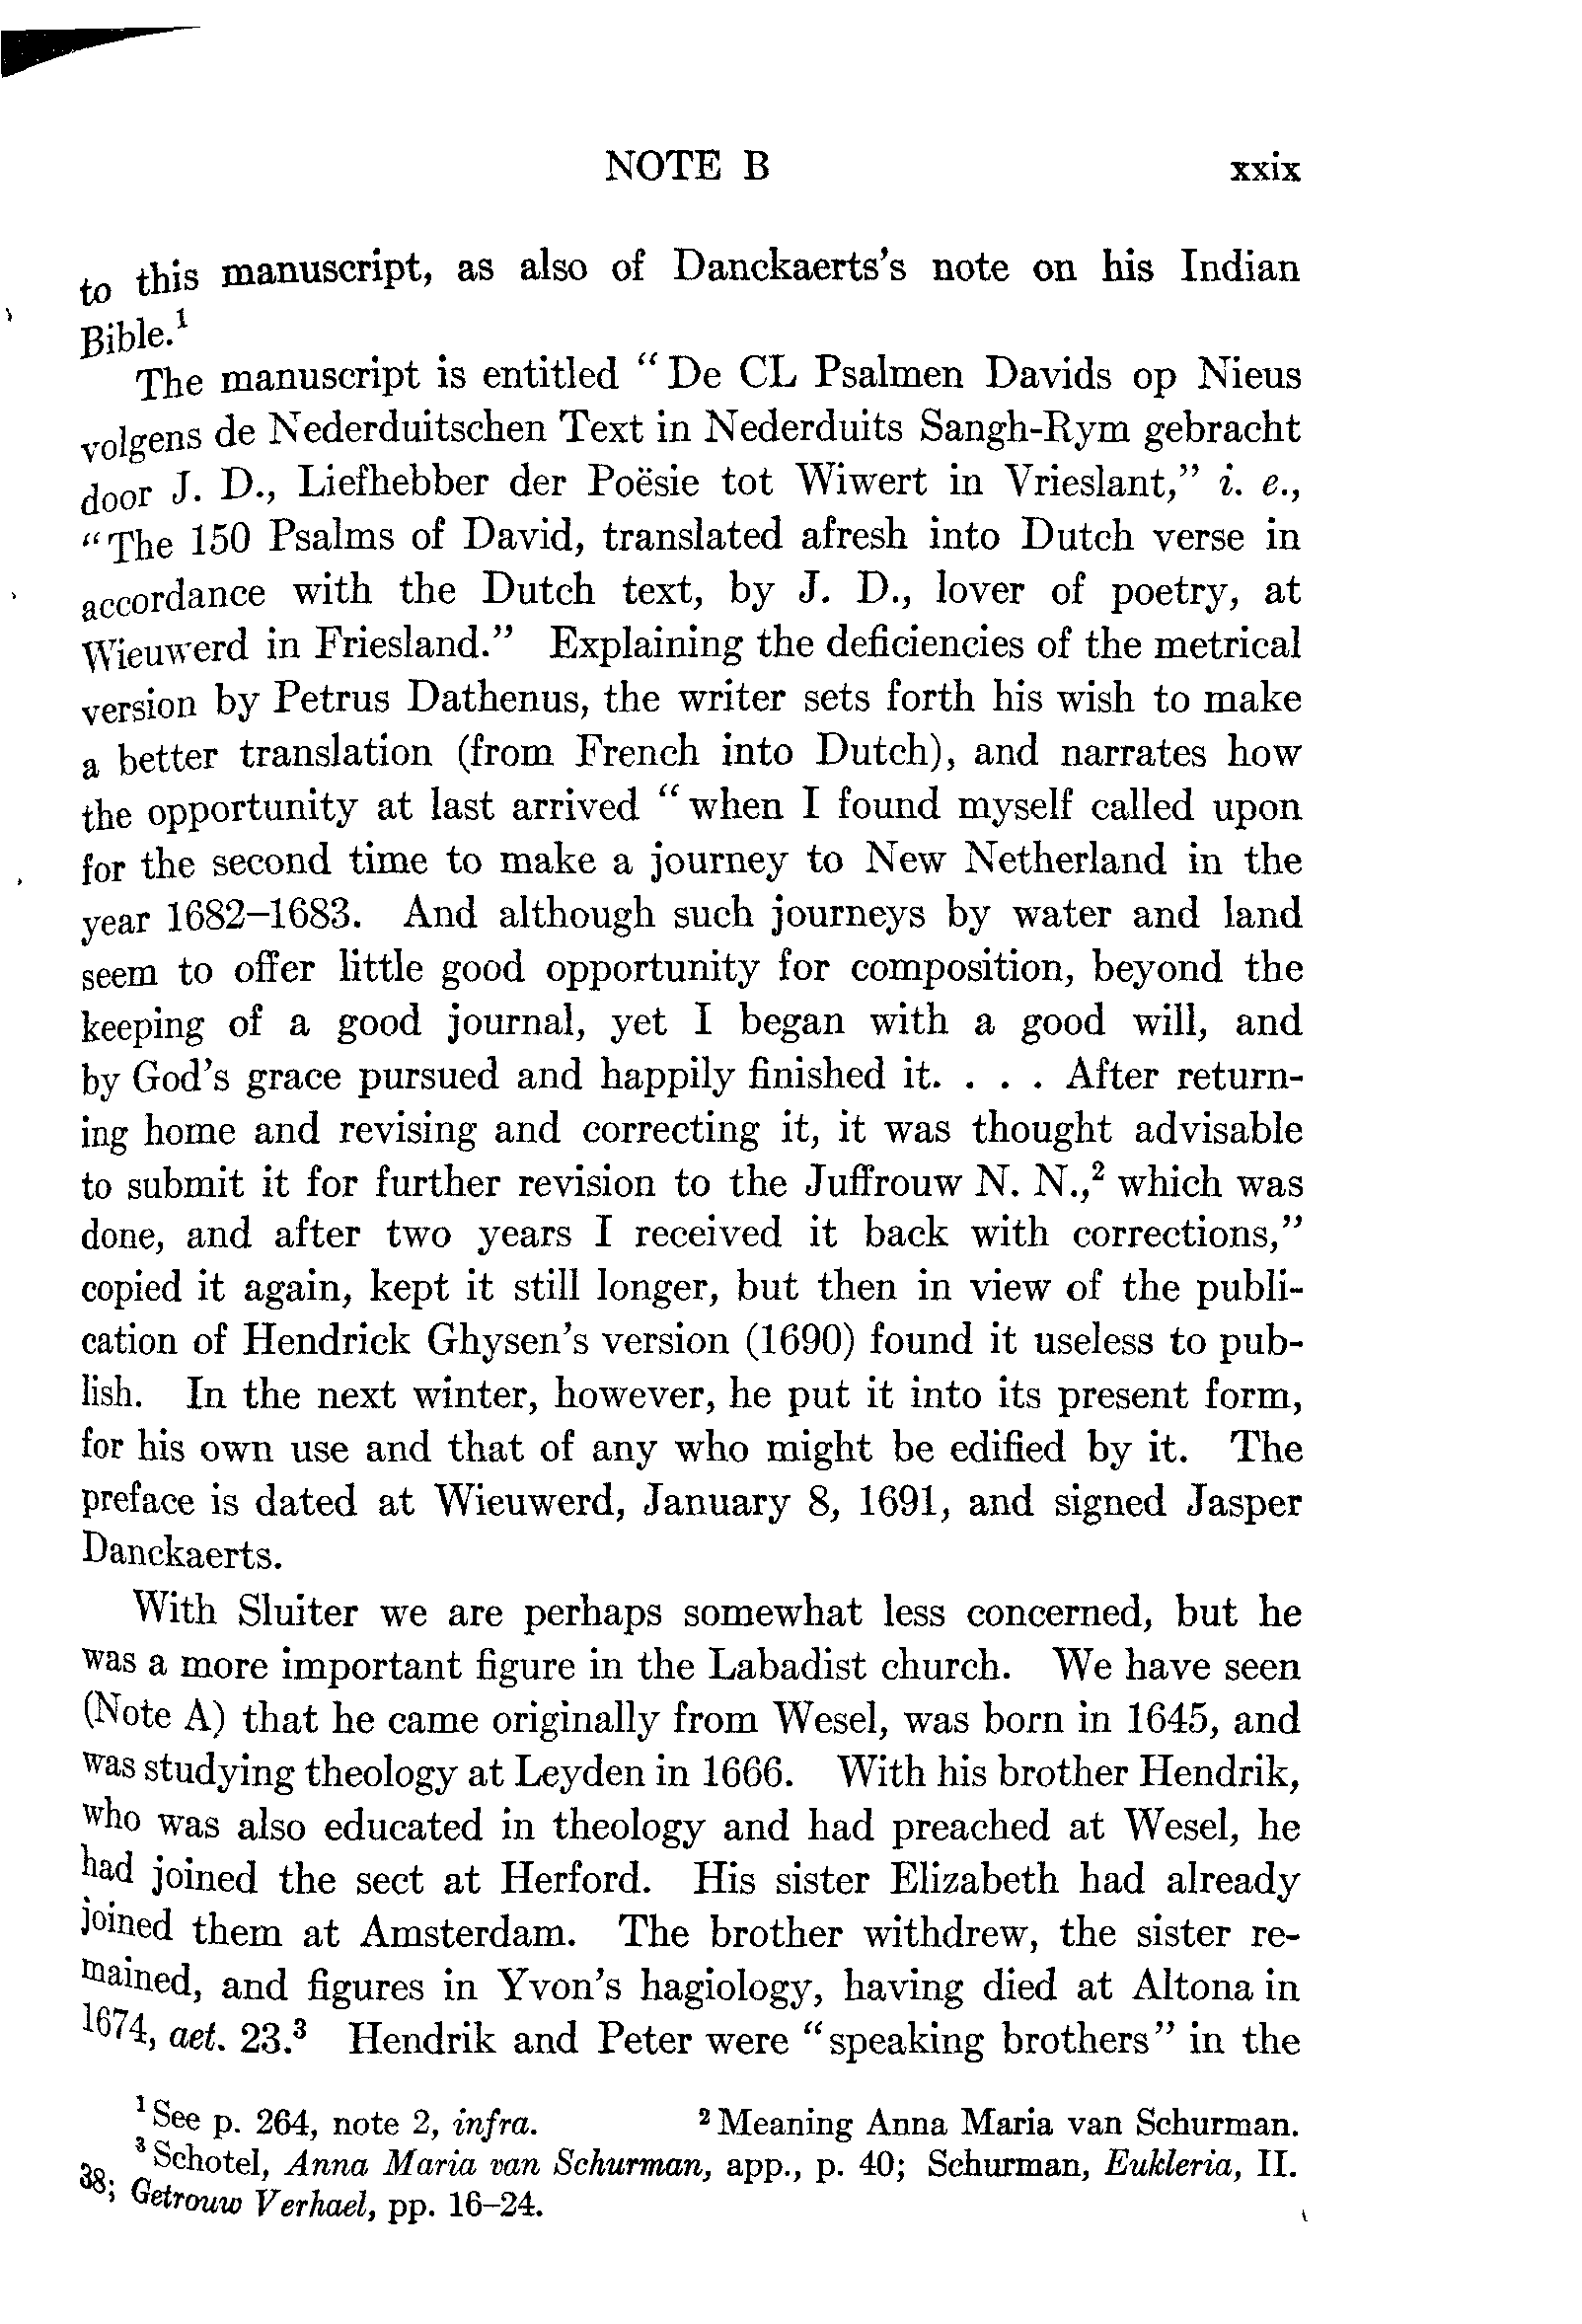 NOTE B xxix
to this manuscript, as also of Danckaerts's note on his Indian
Bible.¹
The manuscript is entitled "De CL Psalmen Davids op Nieus
volgens de Nederduitschen Text in Nederduits Sangh-Rym gebracht
door J. D., Liefhebber der Poësie tot Wiwert in Vrieslant," i. e.,
"The 150 Psalms of David, translated afresh into Dutch verse in
accordance with the Dutch text, by J. D., lover of poetry, at
Wieuwerd in Friesland." Explaining the deficiencies of the metrical
version by Petrus Dathenus, the writer sets forth his wish to make
a better translation (from French into Dutch), and narrates how
the opportunity at last arrived "when I found myself called upon
for the second time to make a journey to New Netherland in the
year 1682–1683. And although such journeys by water and land
seem to offer little good opportunity for composition, beyond the
keeping of a good journal, yet I began with a good will, and
by God's grace pursued and happily finished it. . . . After return-
ing home and revising and correcting it, it was thought advisable
to submit it for further revision to the Juffrouw N. N.,² which was
done, and after two years I received it back with corrections,"
copied it again, kept it still longer, but then in view of the publi-
cation of Hendrick Ghysen's version (1690) found it useless to pub-
lish. In the next winter, however, he put it into its present form,
for his own use and that of any who might be edified by it. The
preface is dated at Wieuwerd, January 8, 1691, and signed Jasper
Danckaerts.
With Sluiter we are perhaps somewhat less concerned, but he
was a more important figure in the Labadist church. We have seen
(Note A) that he came originally from Wesel, was born in 1645, and
was studying theology at Leyden in 1666. With his brother Hendrik,
who was also educated in theology and had preached at Wesel, he
had joined the sect at Herford. His sister Elizabeth had already
joined them at Amsterdam. The brother withdrew, the sister re-
mained, and figures in Yvon's hagiology, having died at Altona in
1674, aet. 23.³ Hendrik and Peter were "speaking brothers" in the
¹ See p. 264, note 2, infra. ² Meaning Anna Maria van Schurman.
³ Schotel, Anna Maria van Schurman, app., p. 40; Schurman, Eukleria, II.
38; Getrouw Verhael, pp. 16–24.